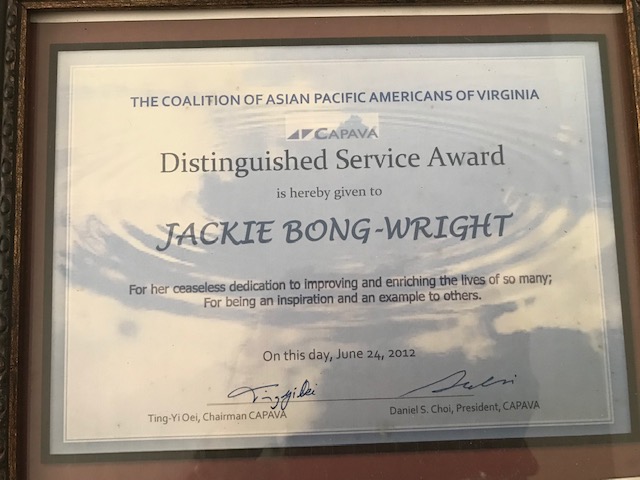 THE COALITION OF ASIAN PACIFIC AMERICANS OF VIRGINIA
CAPAVA
Distinguished Service Award
is hereby given to
JACKIE BONG-WRIGHT
For her ceaseless dedication to improving and enriching the lives of so many;
For being an inspiration and an example to others.
On this day, June 24, 2012
Ting-Yi Oei, Chairman CAPAVA
Daniel S. Choi, President, CAPAVA